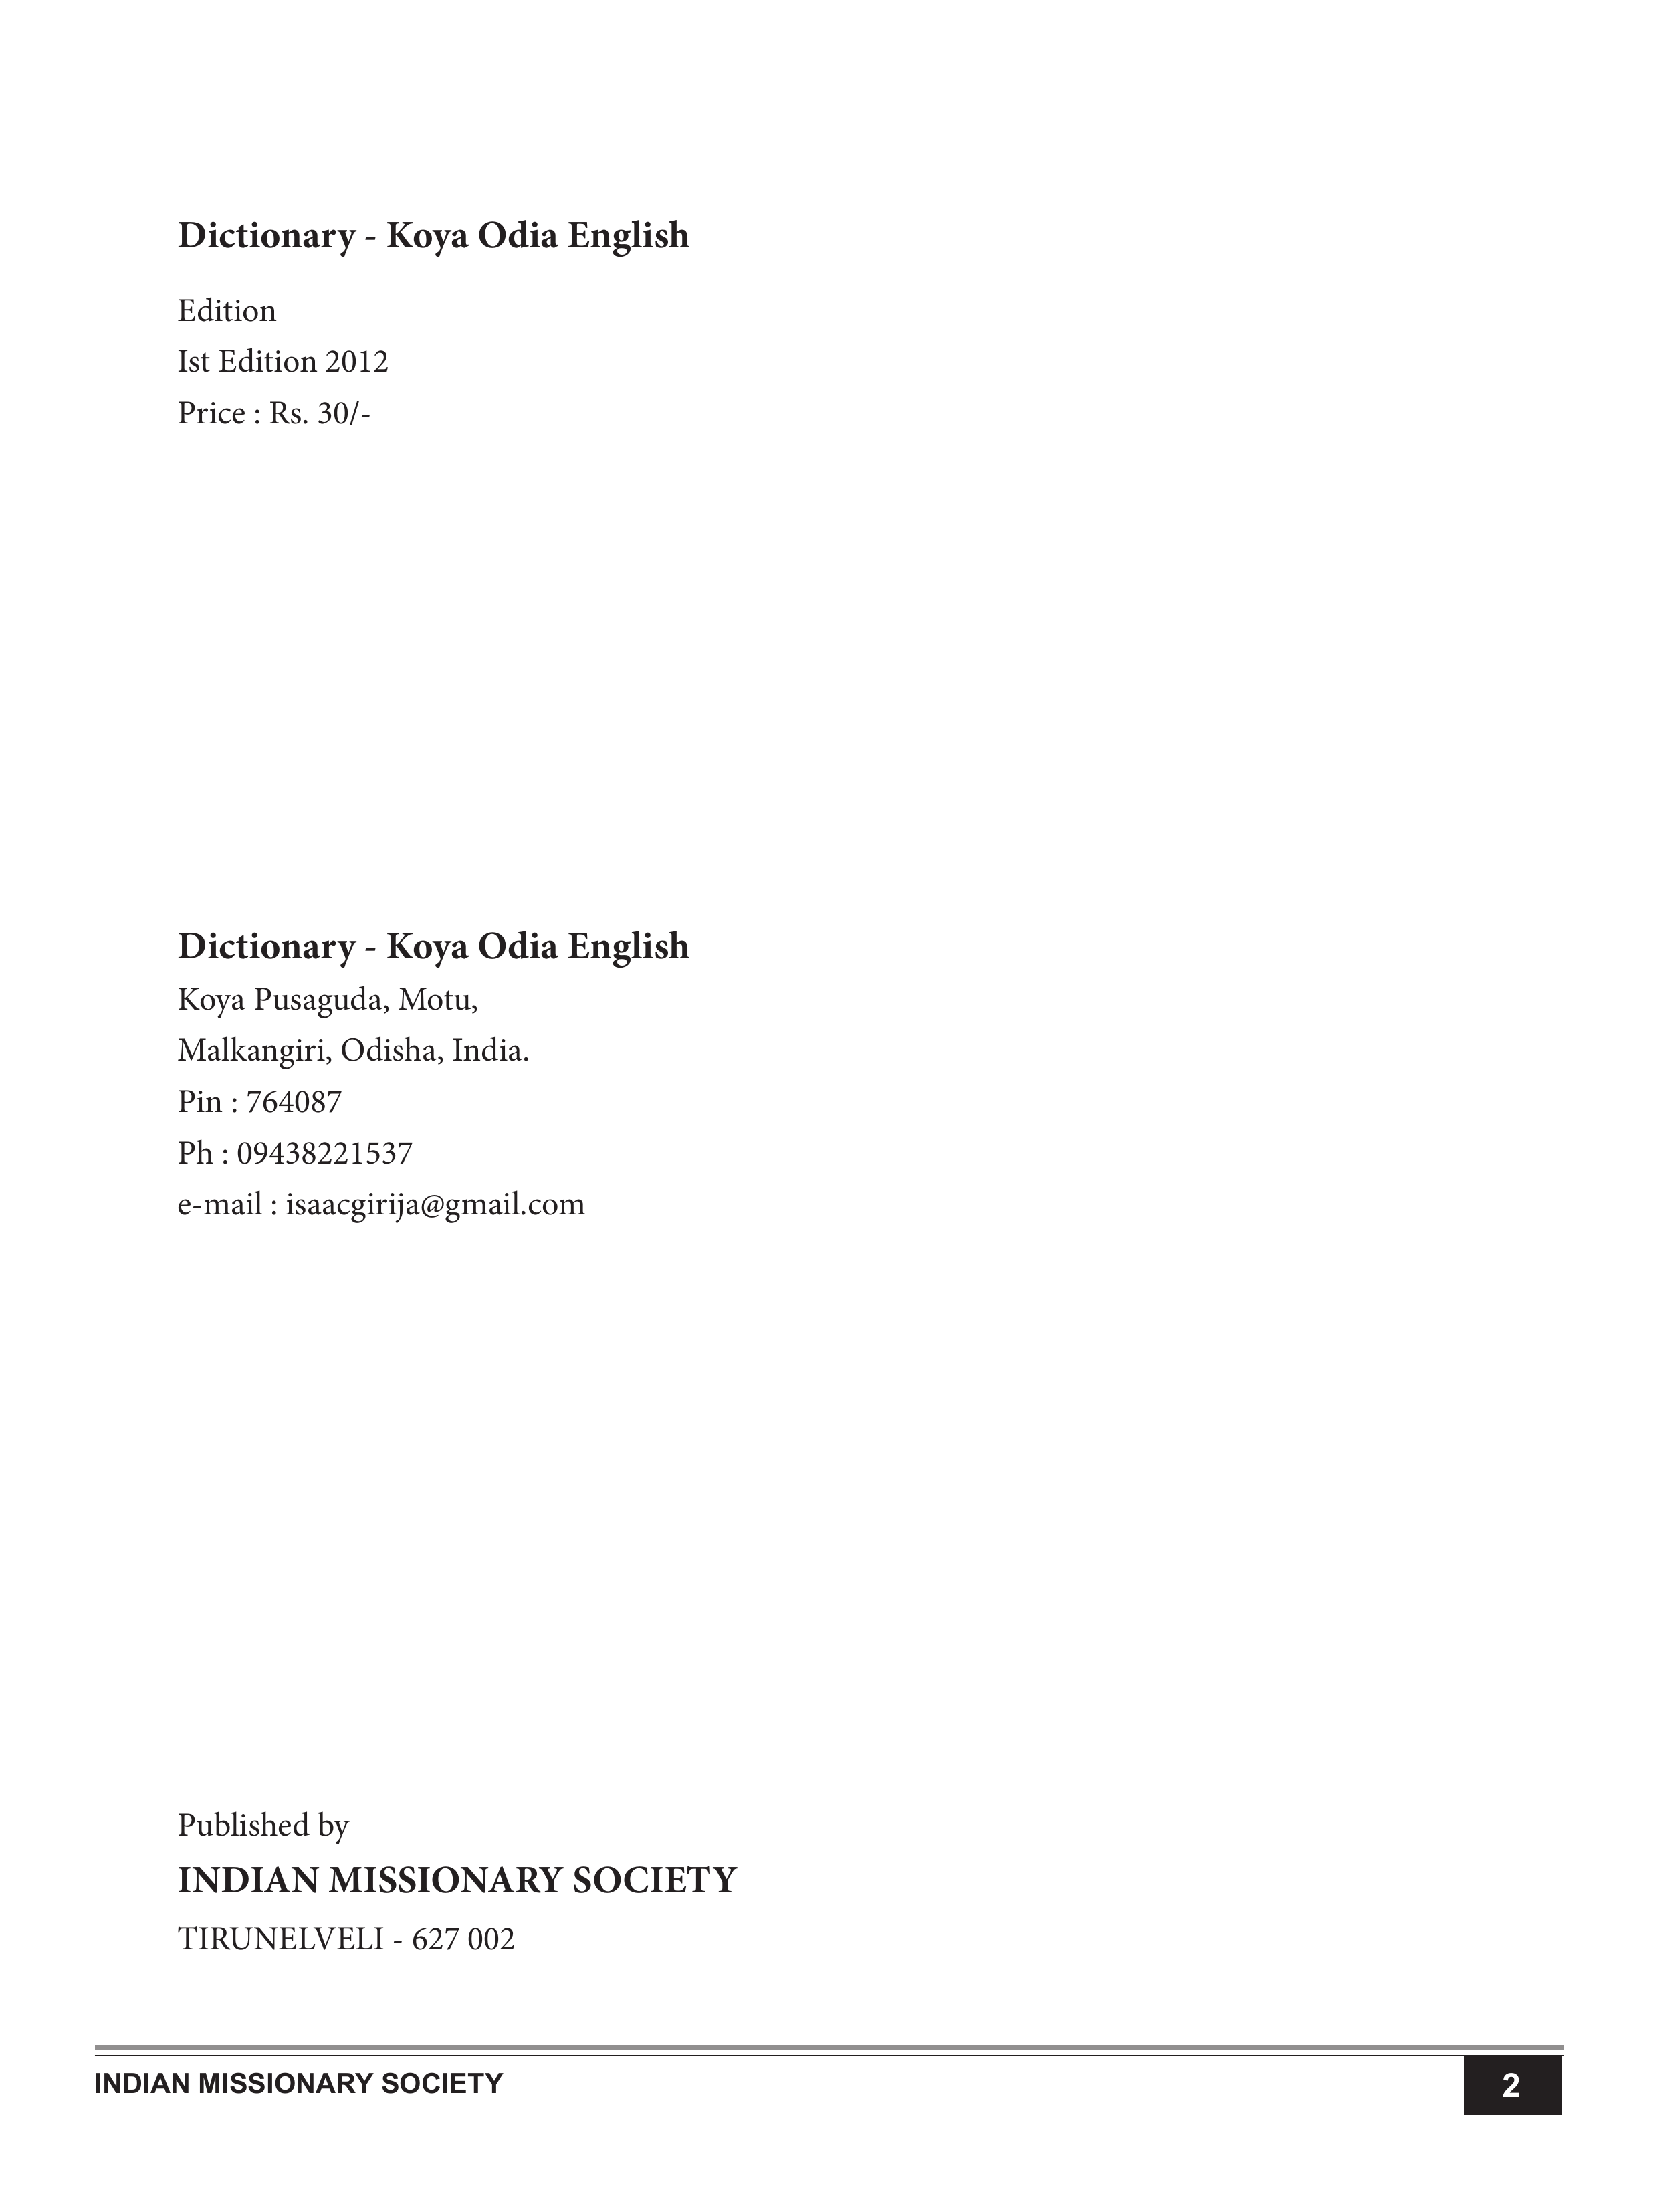 Dictionary - Koya Odia English
Edition
Ist Edition 2012
Price : Rs. 30/-
Dictionary - Koya Odia English
Koya Pusaguda, Motu,
Malkangiri, Odisha, India.
Pin : 764087
Ph : 09438221537
e-mail : isaacgirija@gmail.com
Published by
INDIAN MISSIONARY SOCIETY
TIRUNELVELI - 627 002
INDIAN MISSIONARY SOCIETY
2